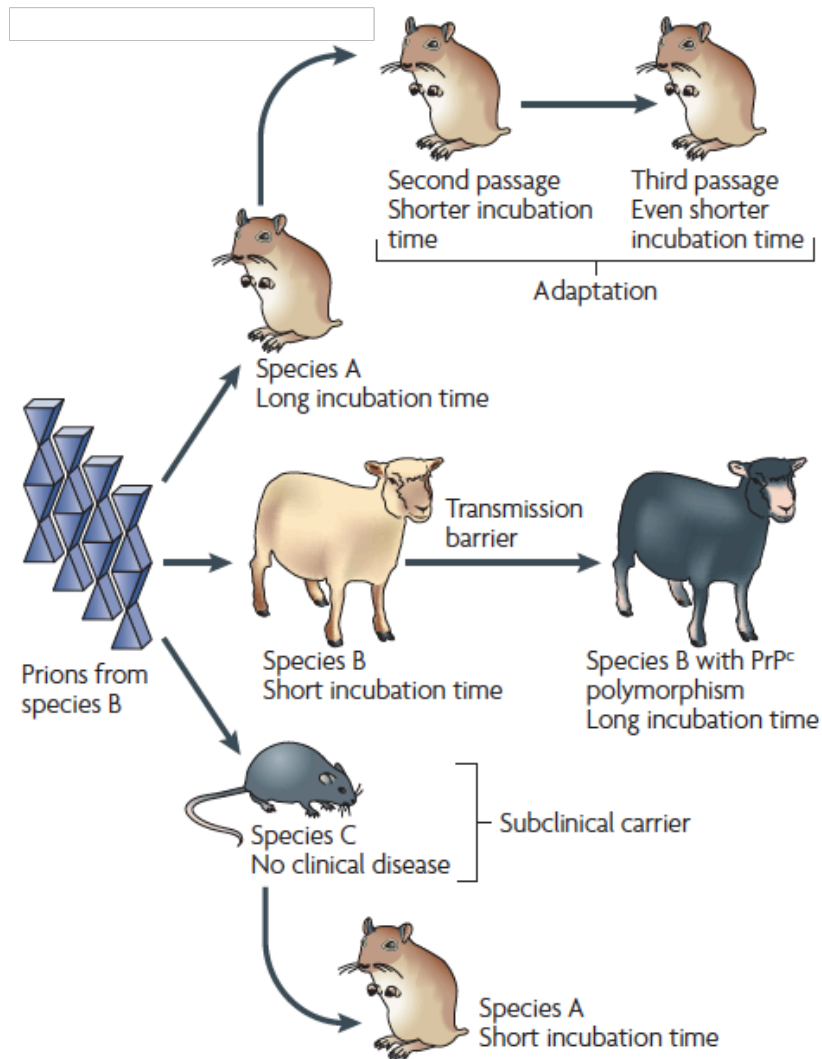 Second passage
Shorter incubation
time
Third passage
Even shorter
incubation time
Adaptation
Species A
Long incubation time
Prions from
species B
Species B
Short incubation time
Transmission
barrier
Species B with PrPᶜ
polymorphism
Long incubation time
Species C
No clinical disease
Subclinical carrier
Species A
Short incubation time